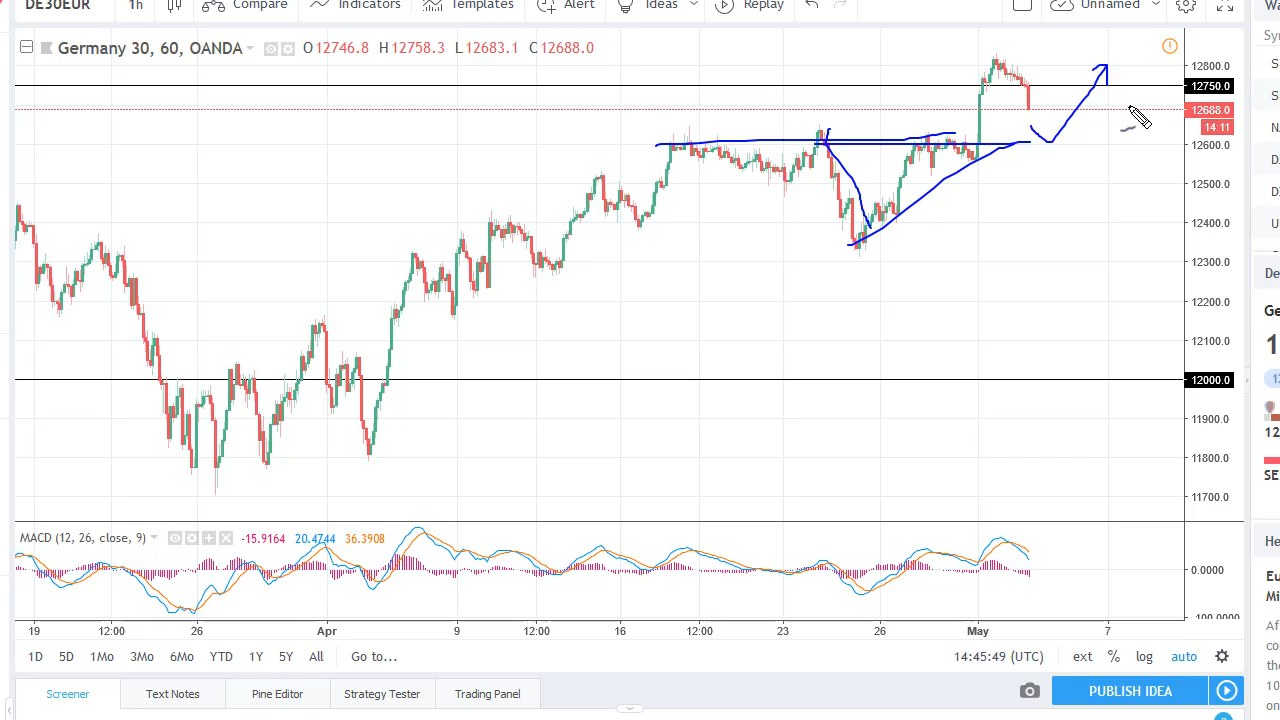 DE30EUR 1h Compare Indicators Templates Alert Ideas Replay Unnamed
Germany 30, 60, OANDA O12746.8 H12758.3 L12683.1 C12688.0
12800.0
12750.0
12688.0
14:11
12600.0
12500.0
12400.0
12300.0
12200.0
12100.0
12000.0
11900.0
11800.0
11700.0
MACD (12, 26, close, 9) -15.9164 20.4744 36.3908
0.0000
-100.0000
19 12:00 26 Apr 9 12:00 16 12:00 23 26 May 7
1D 5D 1Mo 3Mo 6Mo YTD 1Y 5Y All Go to... 14:45:49 (UTC) ext % log auto
Screener Text Notes Pine Editor Strategy Tester Trading Panel PUBLISH IDEA